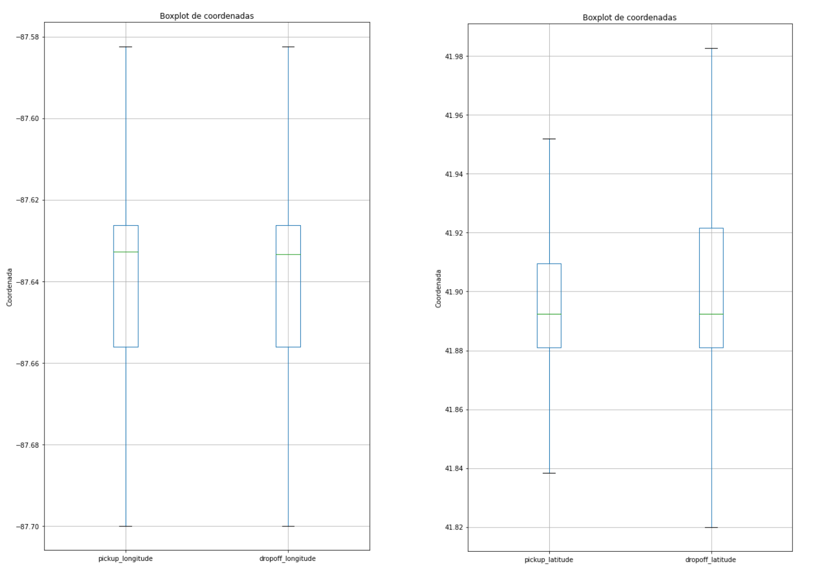 Boxplot de coordenadas
−87.58
−87.60
−87.62
−87.64
−87.66
−87.68
−87.70
Coordenada
pickup_longitude dropoff_longitude
Boxplot de coordenadas
41.98
41.96
41.94
41.92
41.90
41.88
41.86
41.84
41.82
Coordenada
pickup_latitude dropoff_latitude